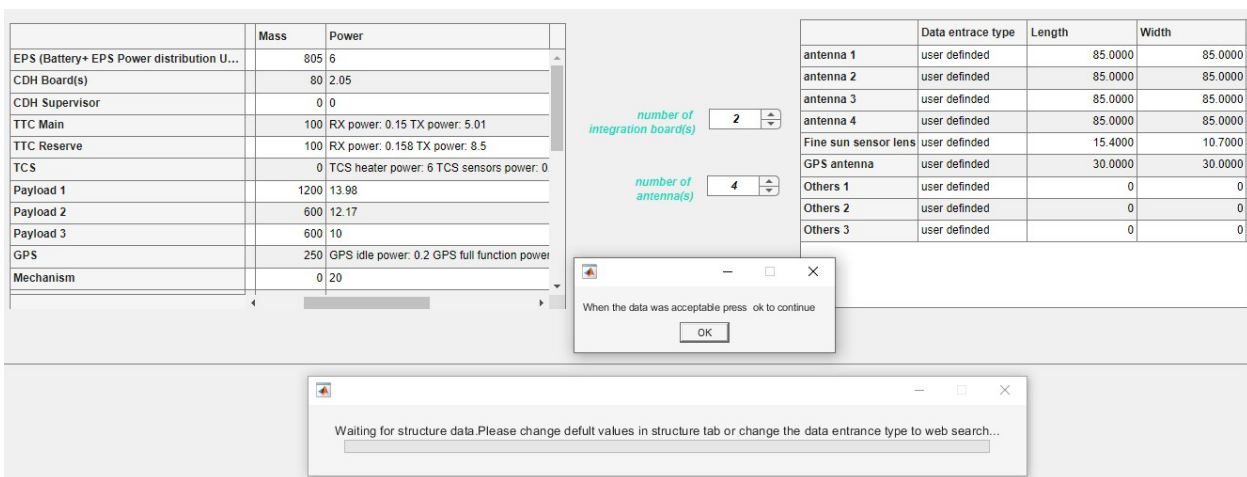 Mass Power
EPS (Battery+ EPS Power distribution U... 805 6
CDH Board(s) 80 2.05
CDH Supervisor 0 0
TTC Main 100 RX power: 0.15 TX power: 5.01
TTC Reserve 100 RX power: 0.158 TX power: 8.5
TCS 0 TCS heater power: 6 TCS sensors power: 0.
Payload 1 1200 13.98
Payload 2 600 12.17
Payload 3 600 10
GPS 250 GPS idle power: 0.2 GPS full function power
Mechanism 0 20
number of
integration board(s)
2
number of
antenna(s)
4
Data entrace type Length Width
antenna 1 user definded 85.0000 85.0000
antenna 2 user definded 85.0000 85.0000
antenna 3 user definded 85.0000 85.0000
antenna 4 user definded 85.0000 85.0000
Fine sun sensor lens user definded 15.4000 10.7000
GPS antenna user definded 30.0000 30.0000
Others 1 user definded 0 0
Others 2 user definded 0 0
Others 3 user definded 0 0
When the data was acceptable press ok to continue
OK
Waiting for structure data.Please change defult values in structure tab or change the data entrance type to web search...